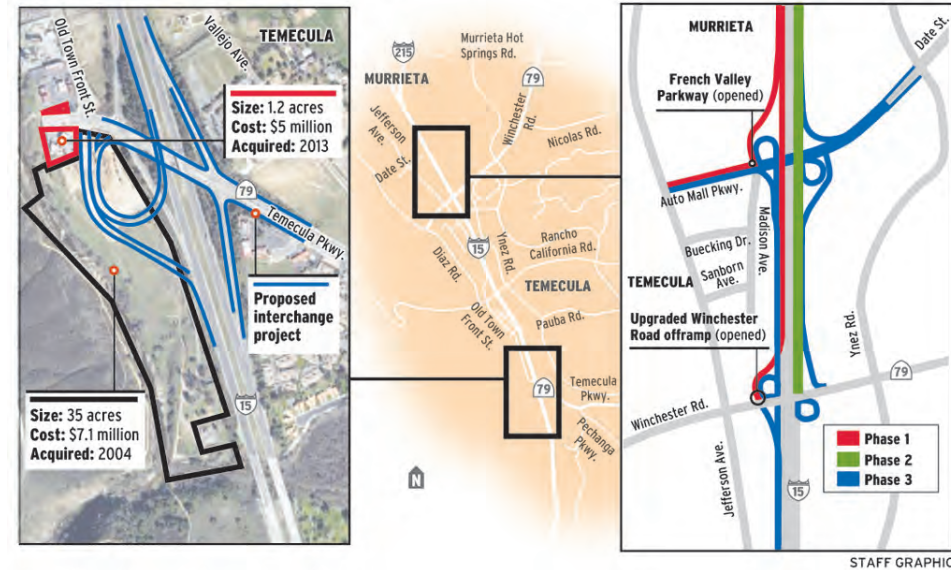 Old Town Front St.
Vallejo Ave.
TEMECULA
Size: 1.2 acres
Cost: $5 million
Acquired: 2013
79
Temecula Pkwy.
Proposed
interchange
project
15
Size: 35 acres
Cost: $7.1 million
Acquired: 2004
215
Murrieta Hot
Springs Rd.
MURRIETA
79
Jefferson
Ave.
Winchester
Rd.
Nicolas Rd.
Date St.
15
Ynez Rd.
Rancho
California Rd.
Diaz Rd.
TEMECULA
Old Town
Front St.
Pauba Rd.
79
Temecula
Pkwy.
Pechanga
Pkwy.
N
MURRIETA
Date St.
French Valley
Parkway (opened)
Auto Mall Pkwy.
Madison Ave.
Buecking Dr.
Sanborn
Ave.
TEMECULA
Upgraded Winchester
Road offramp (opened)
Ynez Rd.
79
Winchester Rd.
Jefferson Ave.
15
Phase 1
Phase 2
Phase 3
STAFF GRAPHIC